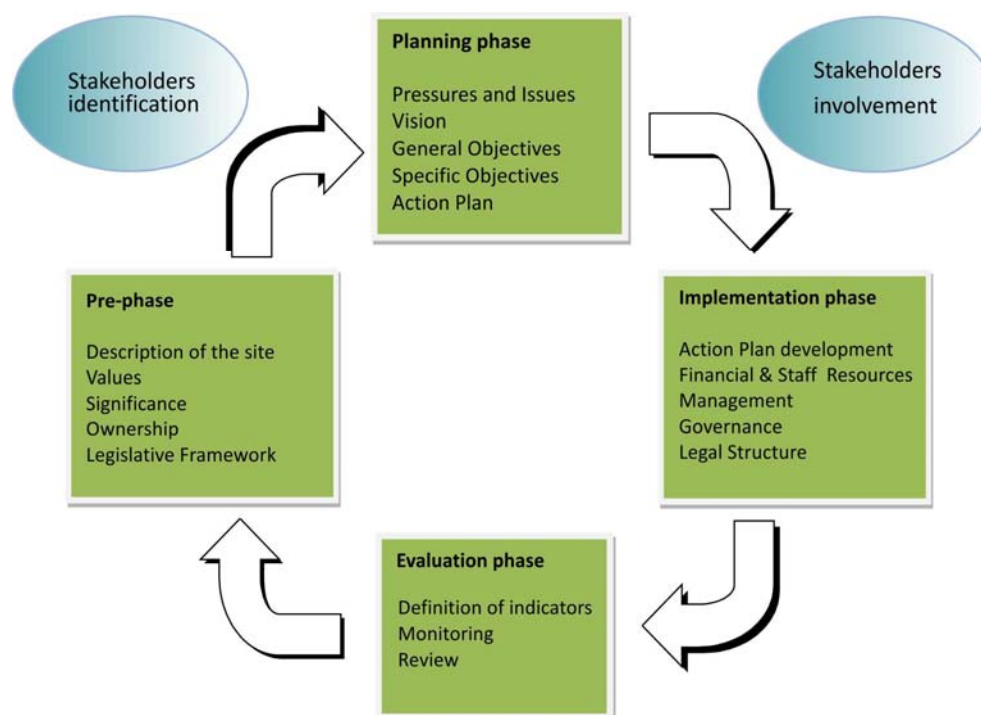 Stakeholders
identification
Planning phase
Pressures and Issues
Vision
General Objectives
Specific Objectives
Action Plan
Stakeholders
involvement
Pre-phase
Description of the site
Values
Significance
Ownership
Legislative Framework
Implementation phase
Action Plan development
Financial & Staff Resources
Management
Governance
Legal Structure
Evaluation phase
Definition of indicators
Monitoring
Review